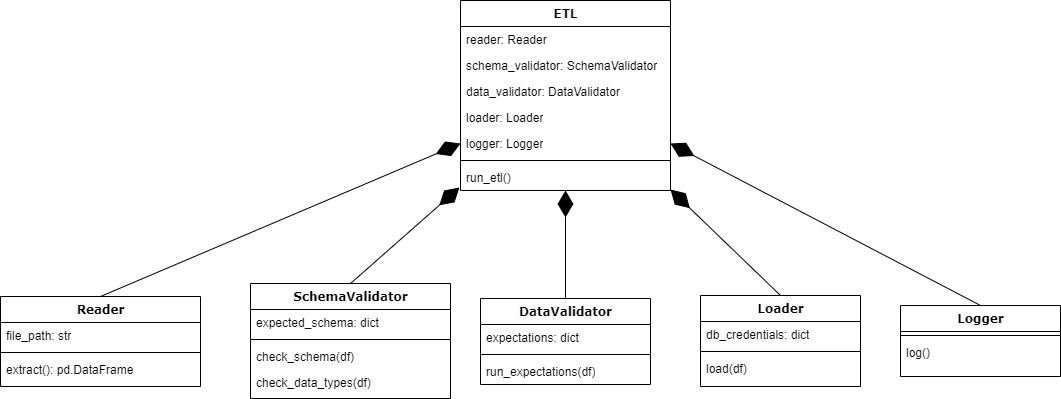 ETL
reader: Reader
schema_validator: SchemaValidator
data_validator: DataValidator
loader: Loader
logger: Logger
run_etl()
Reader
file_path: str
extract(): pd.DataFrame
SchemaValidator
expected_schema: dict
check_schema(df)
check_data_types(df)
DataValidator
expectations: dict
run_expectations(df)
Loader
db_credentials: dict
load(df)
Logger
log()